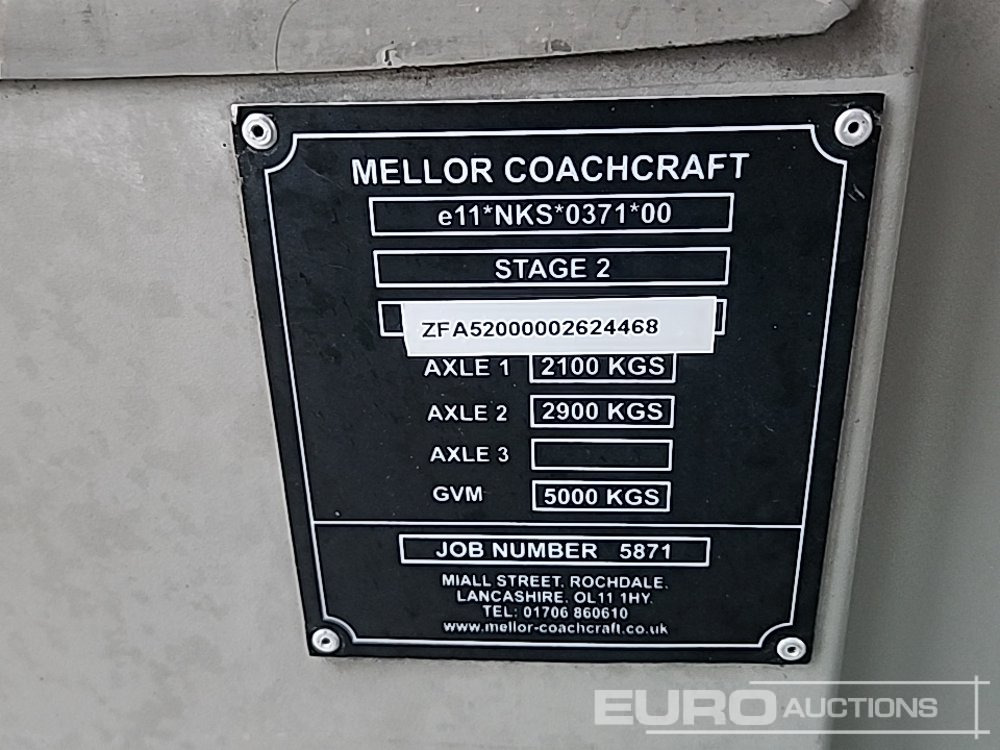 MELLOR COACHCRAFT
e11*NKS*0371*00
STAGE 2
ZFA52000002624468
AXLE 1 2100 KGS
AXLE 2 2900 KGS
AXLE 3
GVM 5000 KGS
JOB NUMBER 5871
MIALL STREET, ROCHDALE.
LANCASHIRE. OL11 1HY.
TEL: 01706 860610
www.mellor-coachcraft.co.uk
EURO AUCTIONS